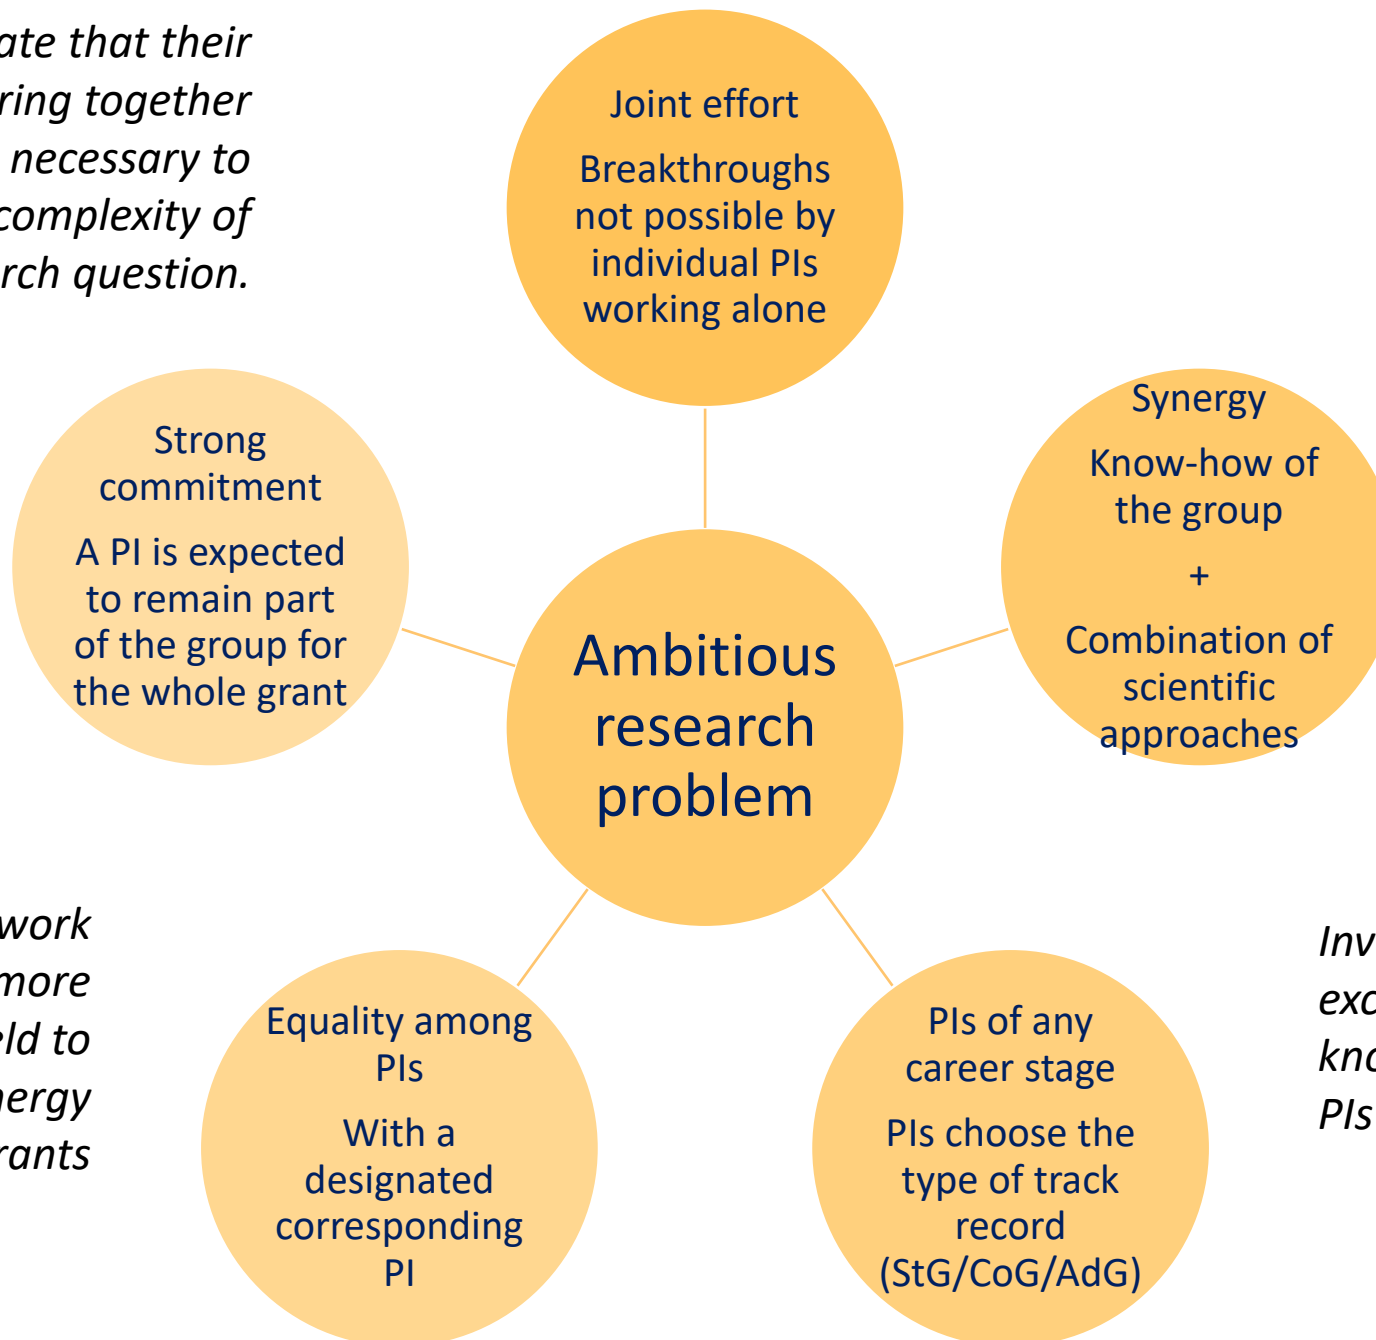 ate that their
ring together
necessary to
complexity of
rch question.
Joint effort
Breakthroughs
not possible by
individual PIs
working alone
Synergy
Know-how of
the group
+
Combination of
scientific
approaches
Strong
commitment
A PI is expected
to remain part
of the group for
the whole grant
Ambitious
research
problem
work
more
eld to
nergy
rants
Equality among
PIs
With a
designated
corresponding
PI
PIs of any
career stage
PIs choose the
type of track
record
(StG/CoG/AdG)
Inv
exc
kno
PIs